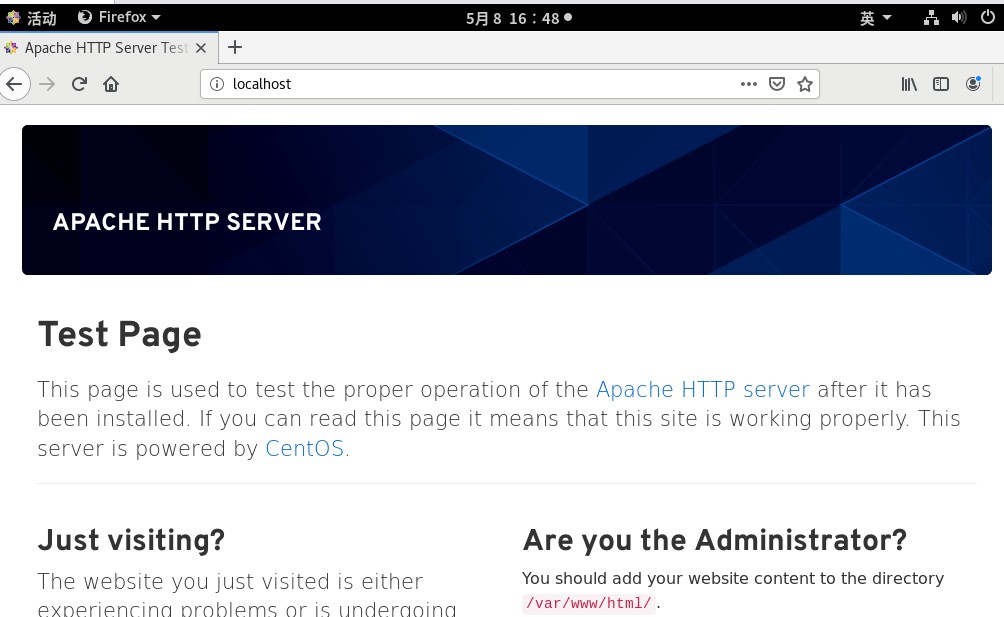 活动 Firefox 5月 8 16：48 英
Apache HTTP Server Test
localhost
APACHE HTTP SERVER
Test Page
This page is used to test the proper operation of the Apache HTTP server after it has
been installed. If you can read this page it means that this site is working properly. This
server is powered by CentOS.
Just visiting?
The website you just visited is either
experiencing problems or is undergoing
Are you the Administrator?
You should add your website content to the directory
/var/www/html/.